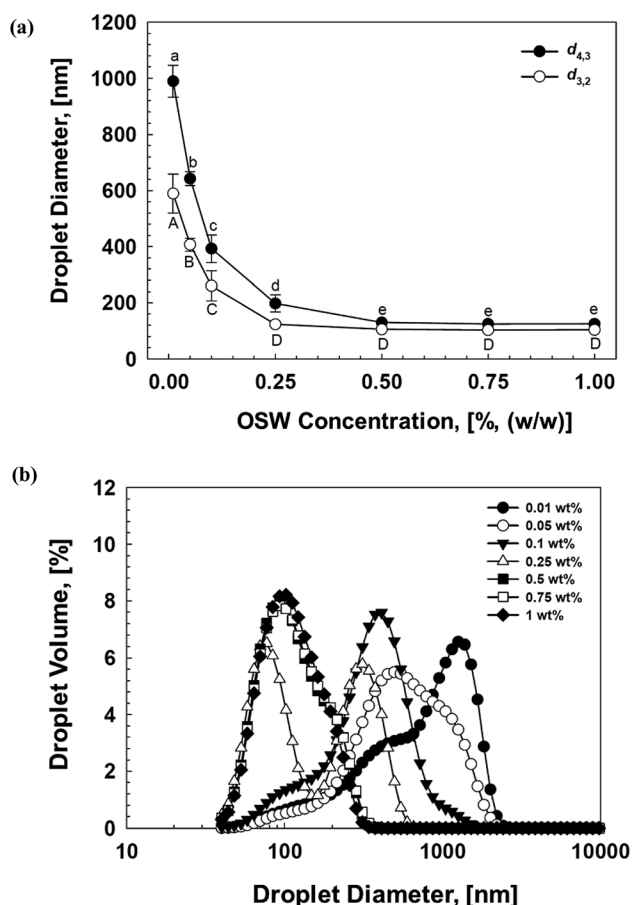 (a)
1200
1000
800
600
400
200
0
Droplet Diameter, [nm]
d4,3
d3,2
a
b
c
d
e
e
e
A
B
C
D
D
D
D
0.00 0.25 0.50 0.75 1.00
OSW Concentration, [%, (w/w)]
(b)
12
10
8
6
4
2
0
Droplet Volume, [%]
0.01 wt%
0.05 wt%
0.1 wt%
0.25 wt%
0.5 wt%
0.75 wt%
1 wt%
10 100 1000 10000
Droplet Diameter, [nm]